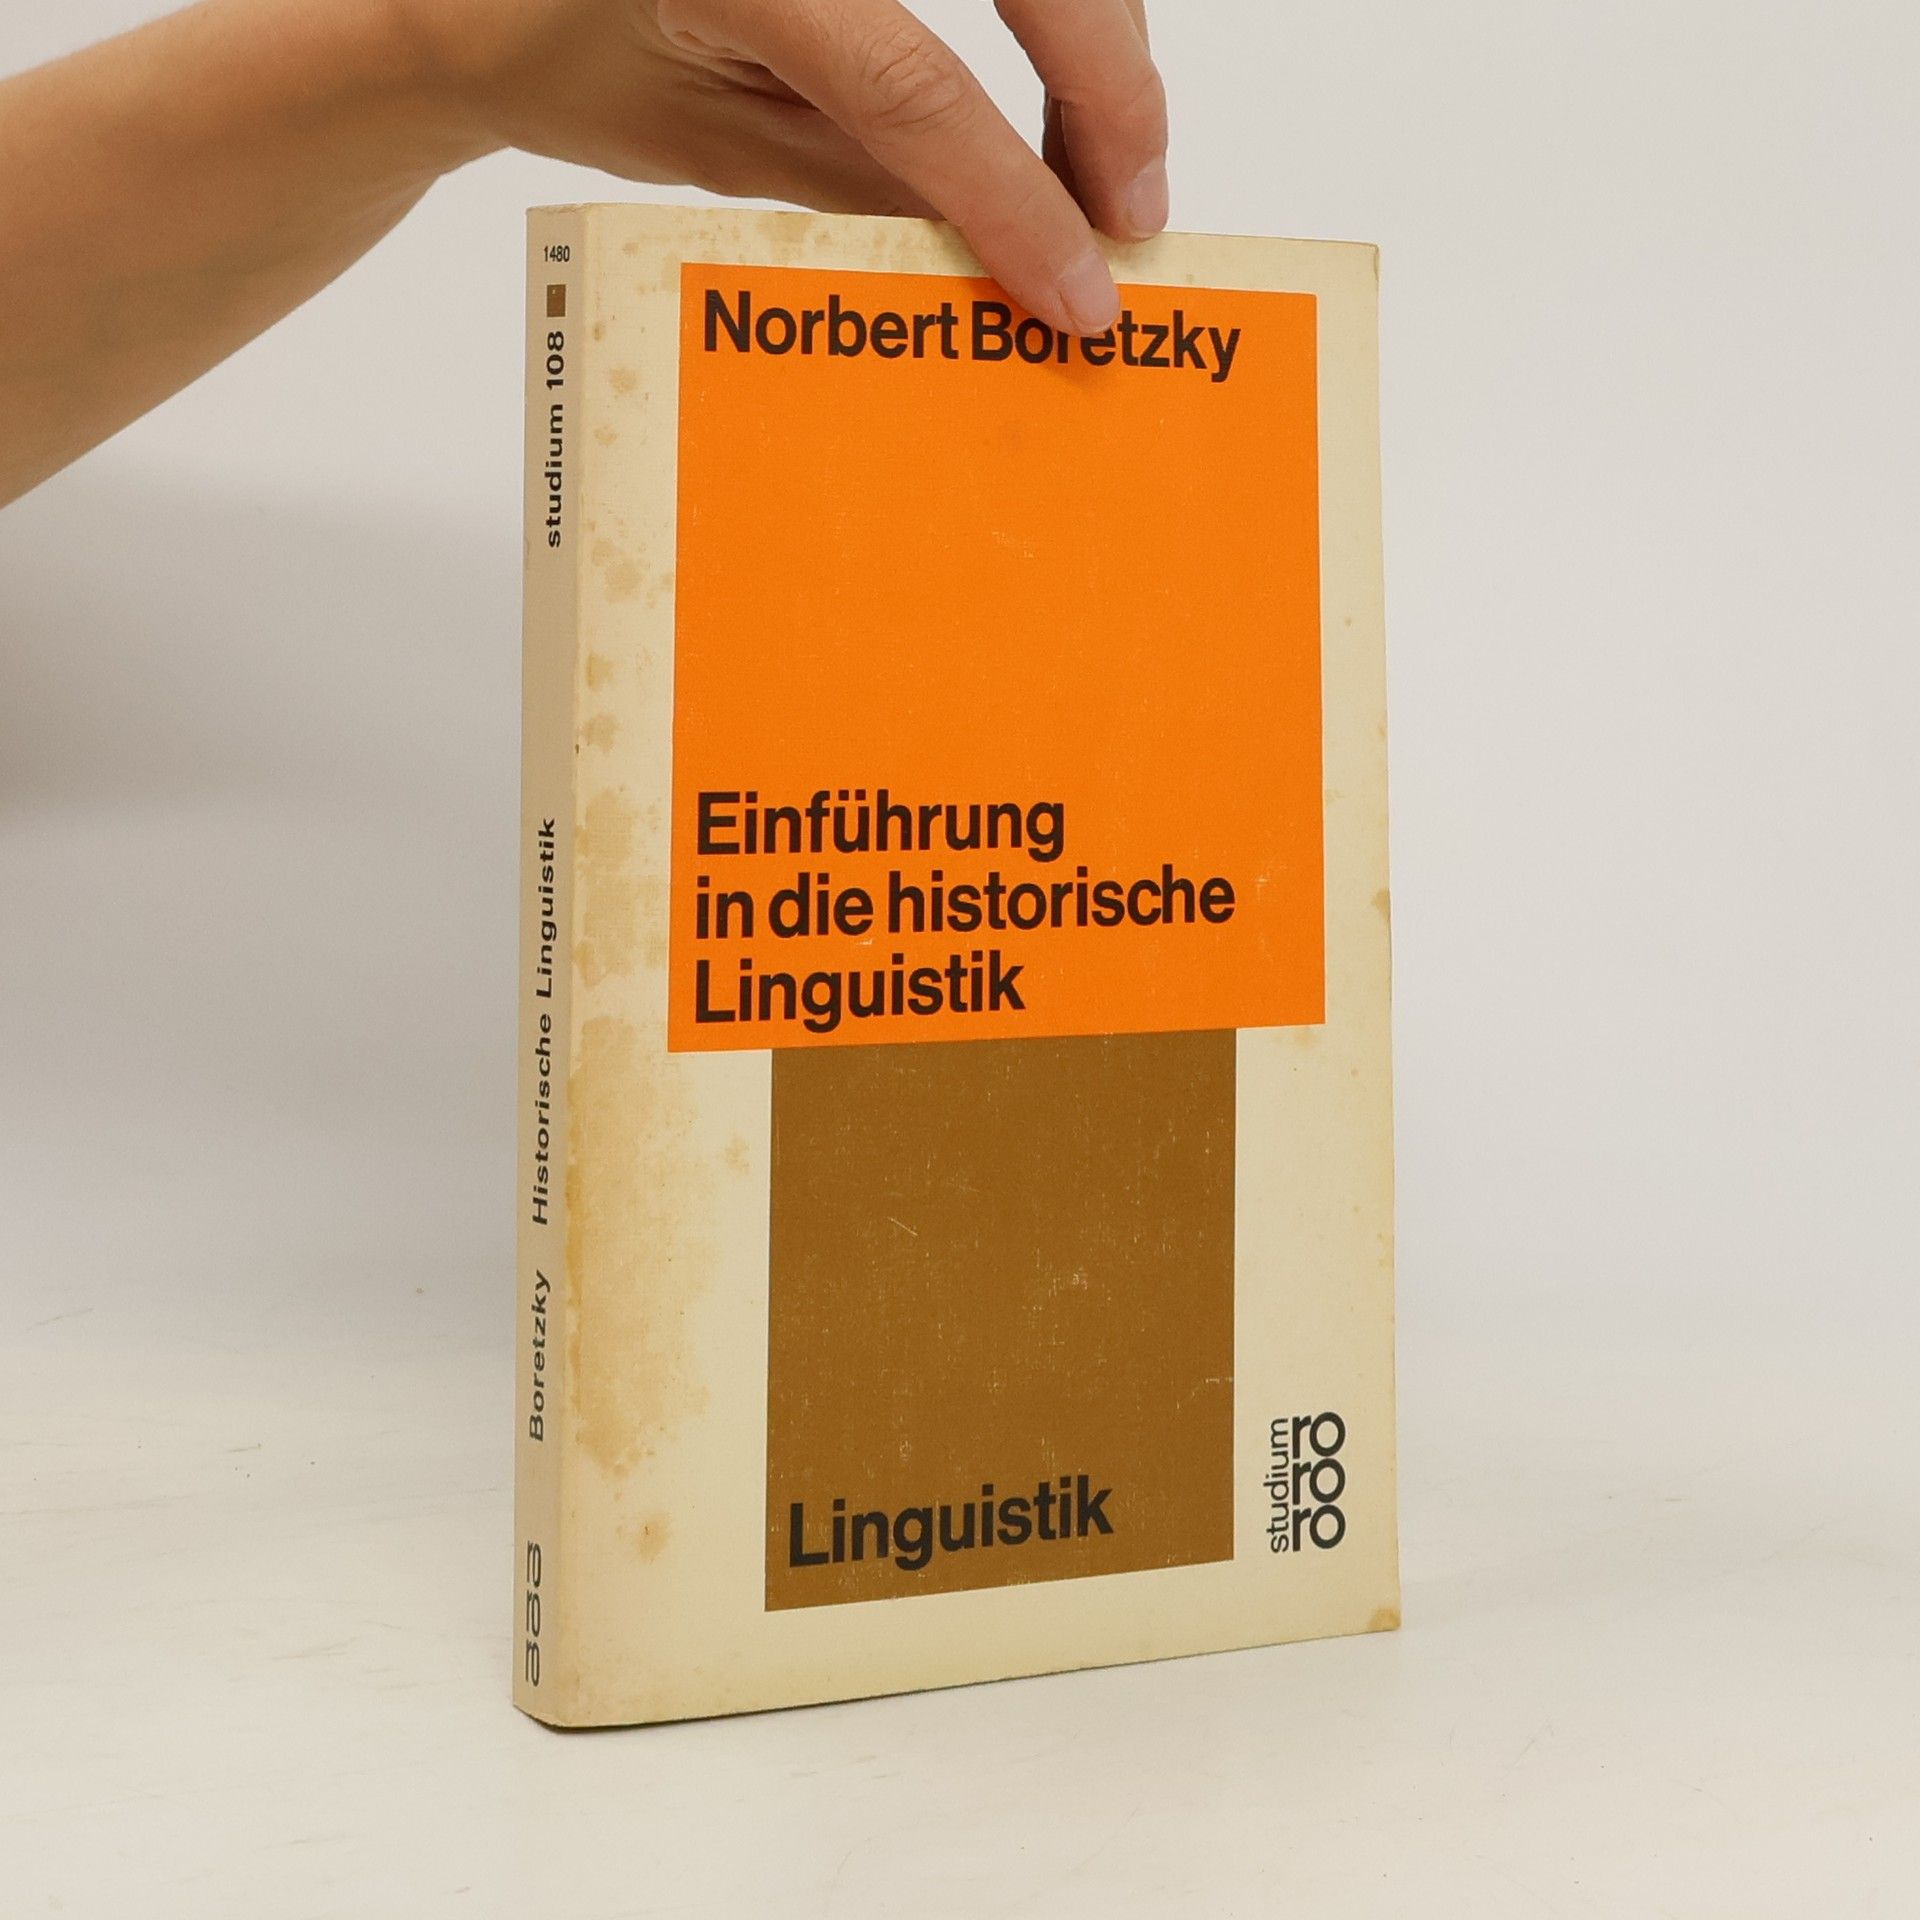 1480
studium 108
Boretzky Historische Linguistik
Norbert Boretzky
Einführung
in die historische
Linguistik
Linguistik
studium
ro
ro
ro